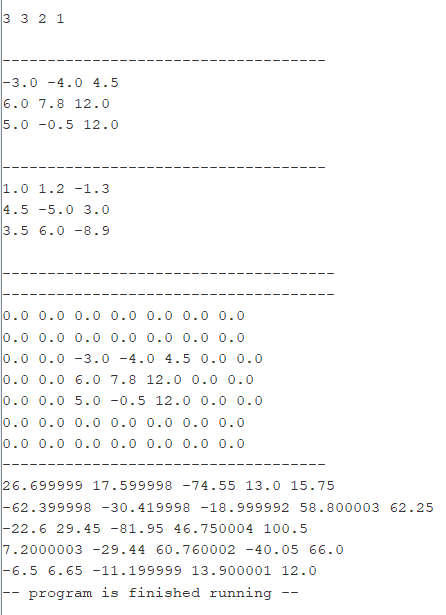 3 3 2 1
------------------------------------
-3.0 -4.0 4.5
6.0 7.8 12.0
5.0 -0.5 12.0
------------------------------------
1.0 1.2 -1.3
4.5 -5.0 3.0
3.5 6.0 -8.9
-------------------------------------
-------------------------------------
0.0 0.0 0.0 0.0 0.0 0.0 0.0
0.0 0.0 0.0 0.0 0.0 0.0 0.0
0.0 0.0 -3.0 -4.0 4.5 0.0 0.0
0.0 0.0 6.0 7.8 12.0 0.0 0.0
0.0 0.0 5.0 -0.5 12.0 0.0 0.0
0.0 0.0 0.0 0.0 0.0 0.0 0.0
0.0 0.0 0.0 0.0 0.0 0.0 0.0
------------------------------------
26.699999 17.599998 -74.55 13.0 15.75
-62.399998 -30.419998 -18.999992 58.800003 62.25
-22.6 29.45 -81.95 46.750004 100.5
7.2000003 -29.44 60.760002 -40.05 66.0
-6.5 6.65 -11.199999 13.900001 12.0
-- program is finished running --